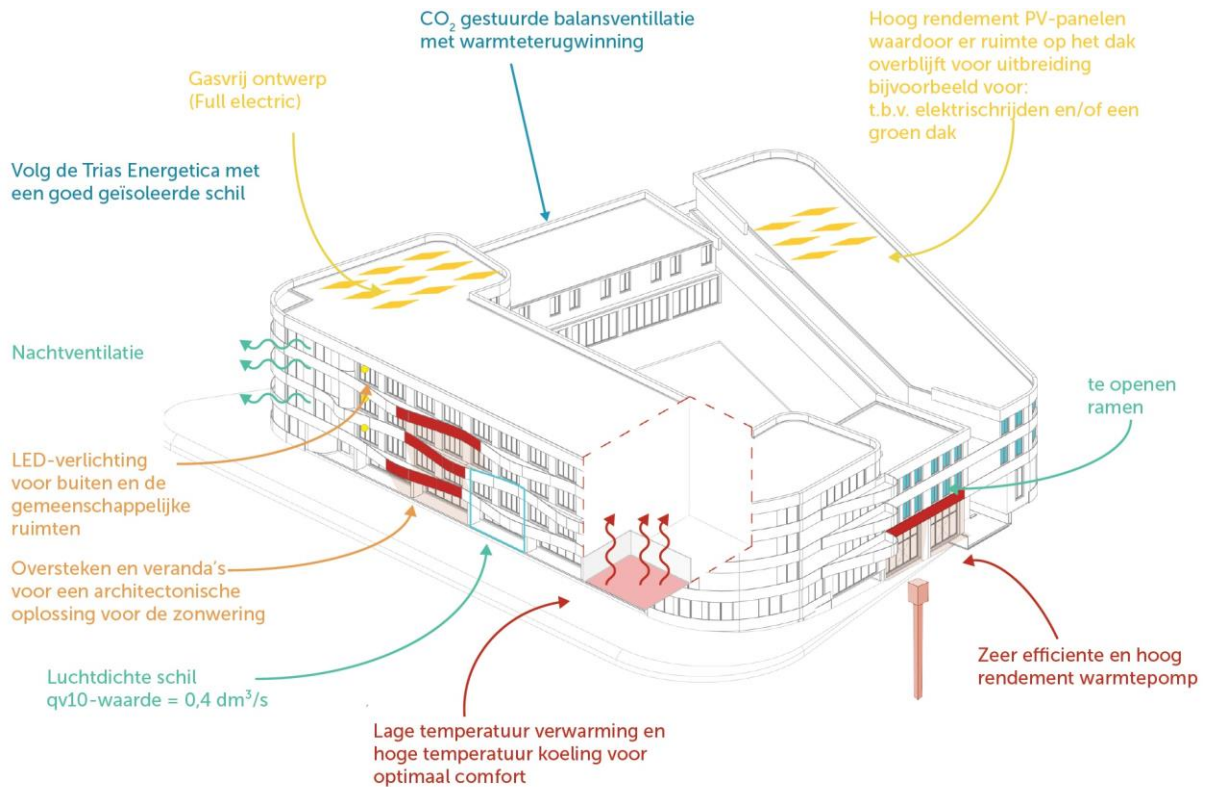 CO₂ gestuurde balansventillatie
met warmteterugwinning
Hoog rendement PV-panelen
waardoor er ruimte op het dak
overblijft voor uitbreiding
bijvoorbeeld voor:
t.b.v. elektrischrijden en/of een
groen dak
Gasvrij ontwerp
(Full electric)
Volg de Trias Energetica met
een goed geïsoleerde schil
Nachtventilatie
te openen
ramen
LED-verlichting
voor buiten en de
gemeenschappelijke
ruimten
Oversteken en veranda's
voor een architectonische
oplossing voor de zonwering
Luchtdichte schil
qv10-waarde = 0,4 dm³/s
Zeer efficiente en hoog
rendement warmtepomp
Lage temperatuur verwarming en
hoge temperatuur koeling voor
optimaal comfort